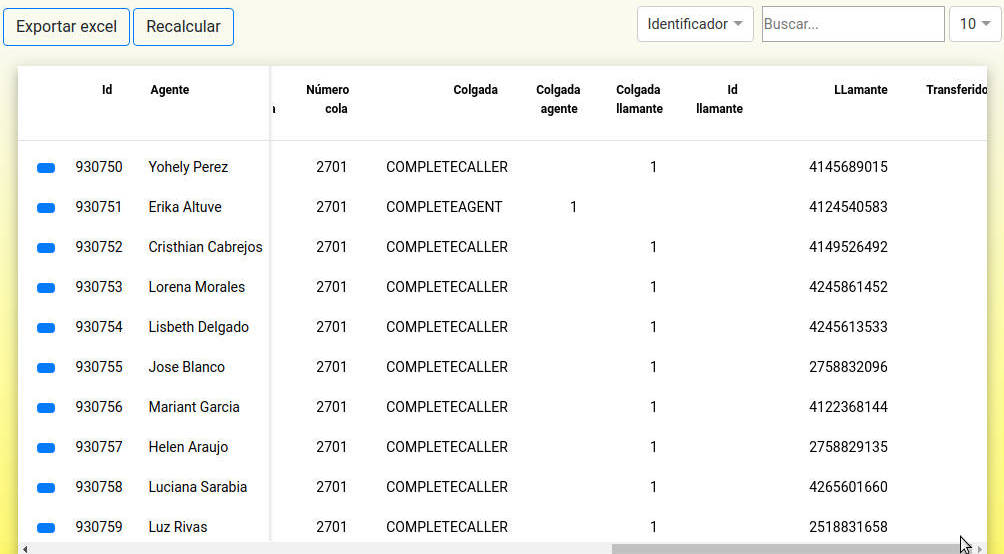 Exportar excel Recalcular Identificador Buscar... 10
Id Agente Número cola Colgada Colgada agente Colgada llamante Id llamante LLamante Transferido
930750 Yohely Perez 2701 COMPLETECALLER 1 4145689015
930751 Erika Altuve 2701 COMPLETEAGENT 1 4124540583
930752 Cristhian Cabrejos 2701 COMPLETECALLER 1 4149526492
930753 Lorena Morales 2701 COMPLETECALLER 1 4245861452
930754 Lisbeth Delgado 2701 COMPLETECALLER 1 4245613533
930755 Jose Blanco 2701 COMPLETECALLER 1 2758832096
930756 Mariant Garcia 2701 COMPLETECALLER 1 4122368144
930757 Helen Araujo 2701 COMPLETECALLER 1 2758829135
930758 Luciana Sarabia 2701 COMPLETECALLER 1 4265601660
930759 Luz Rivas 2701 COMPLETECALLER 1 2518831658